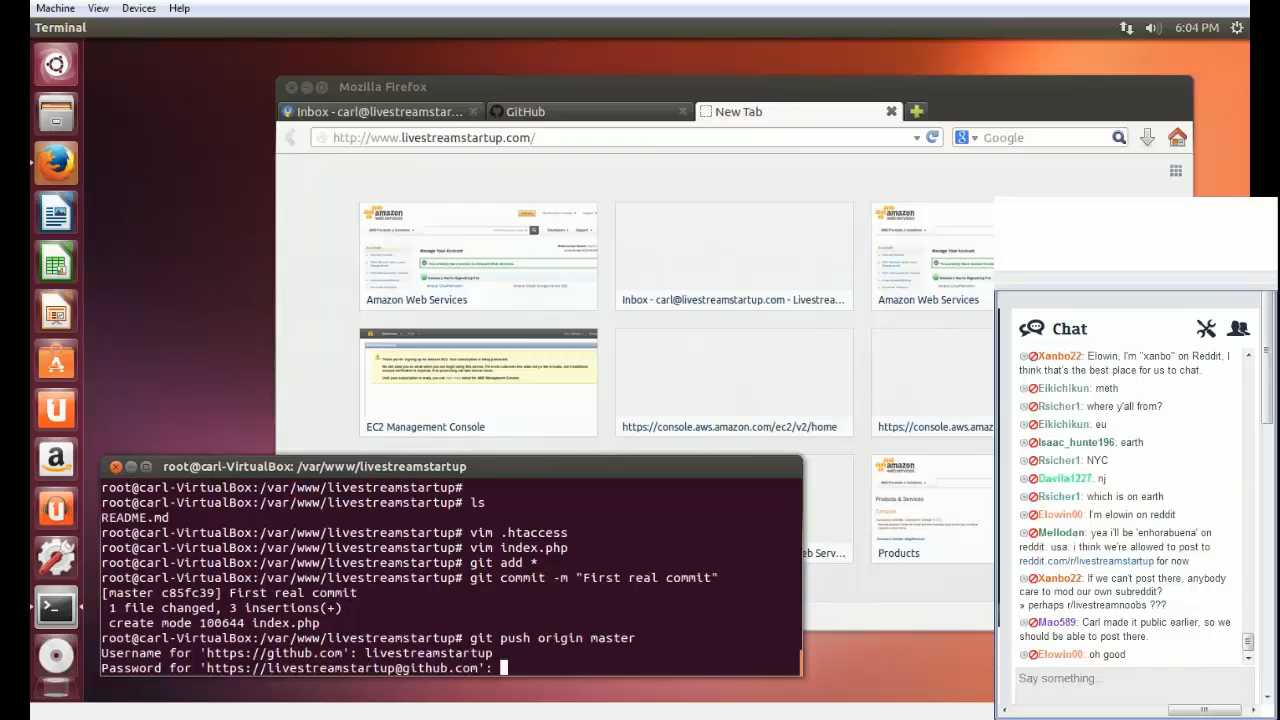 Machine View Devices Help
Terminal
6:04 PM
Mozilla Firefox
Inbox - carl@livestreamstar...
GitHub
New Tab
http://www.livestreamstartup.com/
Google
Amazon Web Services
Inbox - carl@livestreamstartup.com - Livestrea...
Amazon Web Services
EC2 Management Console
https://console.aws.amazon.com/ec2/v2/home
https://console.aws.am
Web Serv...
Products
root@carl-VirtualBox: /var/www/livestreamstartup
root@carl-VirtualBox:/var/www/livestreamstartup#
root@carl-VirtualBox:/var/www/livestreamstartup# ls
README.md
root@carl-VirtualBox:/var/www/livestreamstartup# vim .htaccess
root@carl-VirtualBox:/var/www/livestreamstartup# vim index.php
root@carl-VirtualBox:/var/www/livestreamstartup# git add *
root@carl-VirtualBox:/var/www/livestreamstartup# git commit -m "First real commit"
[master c85fc39] First real commit
1 file changed, 3 insertions(+)
create mode 100644 index.php
root@carl-VirtualBox:/var/www/livestreamstartup# git push origin master
Username for 'https://github.com': livestreamstartup
Password for 'https://livestreamstartup@github.com':
Chat
Xanbo22: Elowin, I'm "xanbo" on Reddit, I
think that's the best place for us to chat.
Eikichikun: meth
Rsicher1: where y'all from?
Eikichikun: eu
Isaac_hunte196: earth
Rsicher1: NYC
Davila1227: nj
Rsicher1: which is on earth
Elowin00: I'm elowin on reddit
Mellodan: yea i'll be 'enhorabuena' on
reddit. usa. i think we're allowed to post to
reddit.com/r/livestreamstartup for now
Xanbo22: If we can't post there, anybody
care to mod our own subreddit?
» perhaps r/livestreamnoobs ???
Mao589: Carl made it public earlier, so we
should be able to post there.
Elowin00: oh good
Say something...